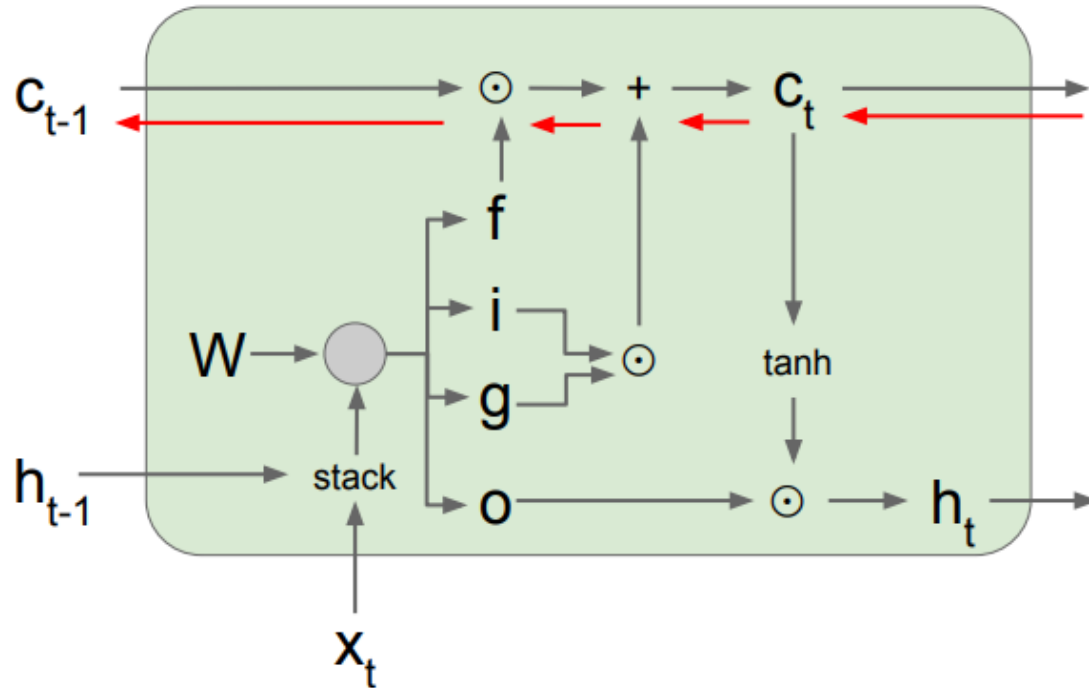 c_{t-1} ⊙ + c_t
f
i
W ⊙ tanh
g
h_{t-1} stack o ⊙ h_t
x_t